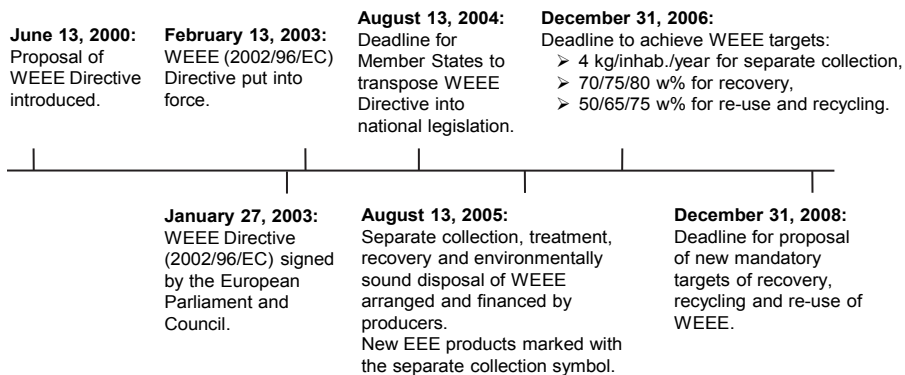 June 13, 2000:
Proposal of
WEEE Directive
introduced.
February 13, 2003:
WEEE (2002/96/EC)
Directive put into
force.
August 13, 2004:
Deadline for
Member States to
transpose WEEE
Directive into
national legislation.
December 31, 2006:
Deadline to achieve WEEE targets:
➢ 4 kg/inhab./year for separate collection,
➢ 70/75/80 w% for recovery,
➢ 50/65/75 w% for re-use and recycling.
January 27, 2003:
WEEE Directive
(2002/96/EC) signed
by the European
Parliament and
Council.
August 13, 2005:
Separate collection, treatment,
recovery and environmentally
sound disposal of WEEE
arranged and financed by
producers.
New EEE products marked with
the separate collection symbol.
December 31, 2008:
Deadline for proposal
of new mandatory
targets of recovery,
recycling and re-use of
WEEE.